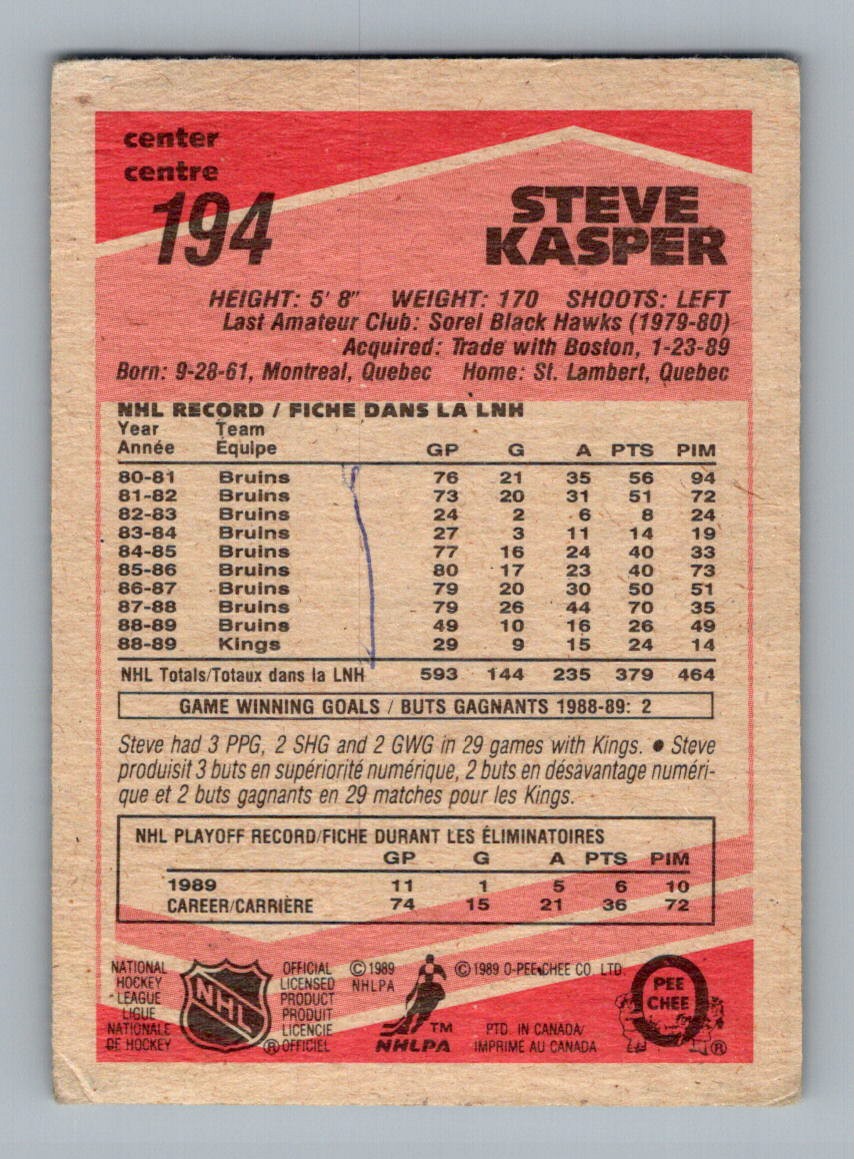 center
centre
194
STEVE
KASPER
HEIGHT: 5' 8" WEIGHT: 170 SHOOTS: LEFT
Last Amateur Club: Sorel Black Hawks (1979-80)
Acquired: Trade with Boston, 1-23-89
Born: 9-28-61, Montreal, Quebec Home: St. Lambert, Quebec
NHL RECORD / FICHE DANS LA LNH
Year Team
Année Équipe GP G A PTS PIM
80-81 Bruins 76 21 35 56 94
81-82 Bruins 73 20 31 51 72
82-83 Bruins 24 2 6 8 24
83-84 Bruins 27 3 11 14 19
84-85 Bruins 77 16 24 40 33
85-86 Bruins 80 17 23 40 73
86-87 Bruins 79 20 30 50 51
87-88 Bruins 79 26 44 70 35
88-89 Bruins 49 10 16 26 49
88-89 Kings 29 9 15 24 14
NHL Totals/Totaux dans la LNH 593 144 235 379 464
GAME WINNING GOALS / BUTS GAGNANTS 1988-89: 2
Steve had 3 PPG, 2 SHG and 2 GWG in 29 games with Kings. • Steve
produisit 3 buts en supériorité numérique, 2 buts en désavantage numéri-
que et 2 buts gagnants en 29 matches pour les Kings.
NHL PLAYOFF RECORD/FICHE DURANT LES ÉLIMINATOIRES
GP G A PTS PIM
1989 11 1 5 6 10
CAREER/CARRIÈRE 74 15 21 36 72
NATIONAL
HOCKEY
LEAGUE
LIGUE
NATIONALE
DE HOCKEY
NHL
®
OFFICIAL
LICENSED
PRODUCT
PRODUIT
LICENCIE
OFFICIEL
© 1989
NHLPA
TM
NHLPA
© 1989 O-PEE-CHEE CO. LTD.
PTD. IN CANADA/
IMPRIME AU CANADA
O
PEE
CHEE
®